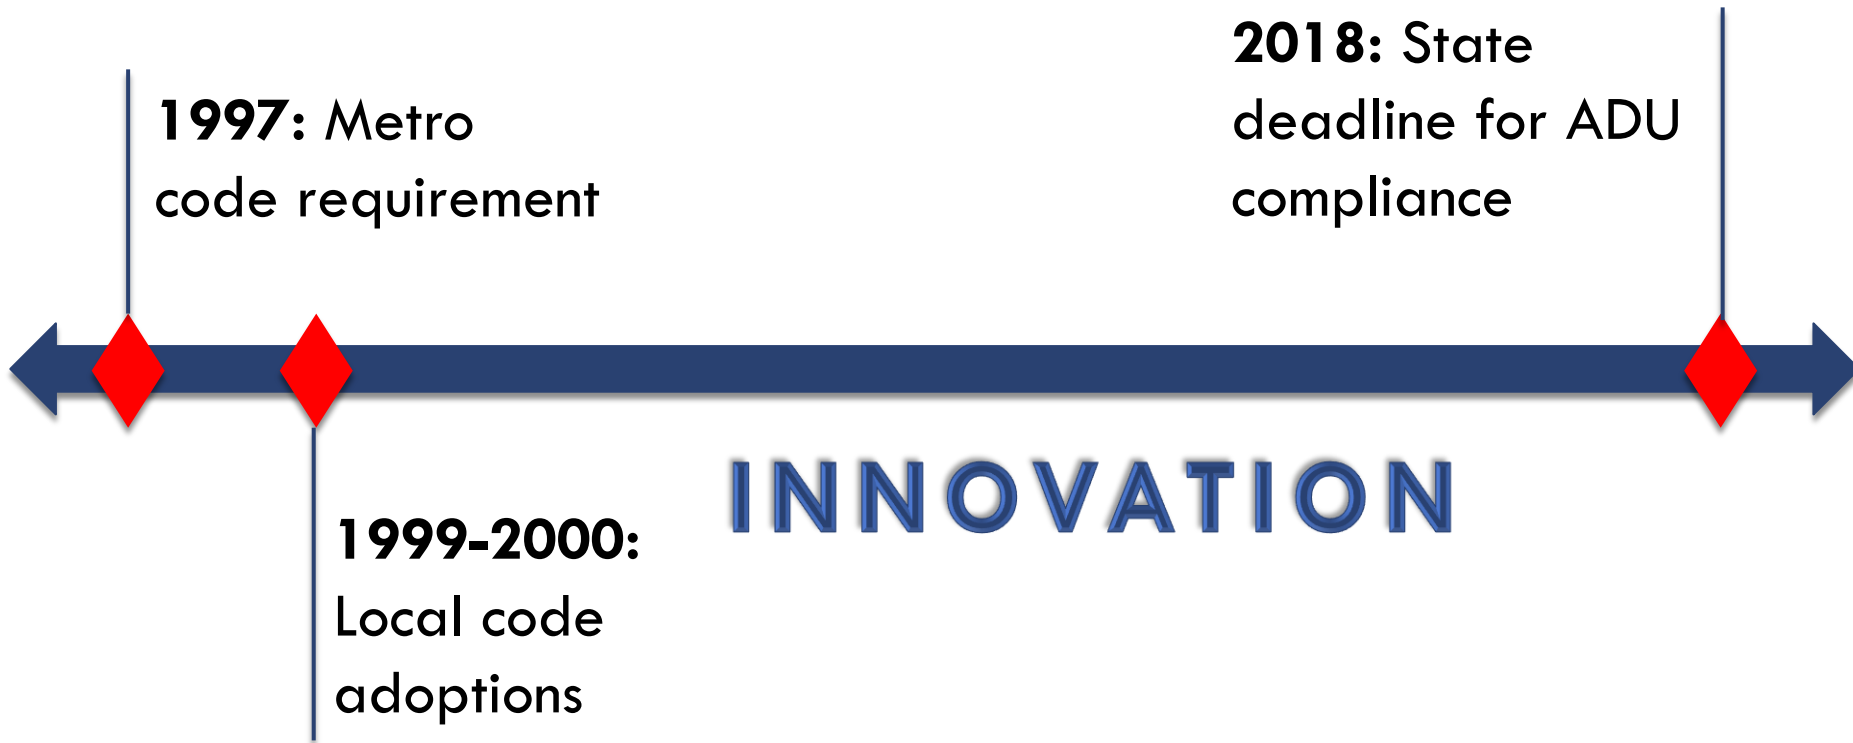 1997: Metro
code requirement
2018: State
deadline for ADU
compliance
INNOVATION
1999-2000:
Local code
adoptions